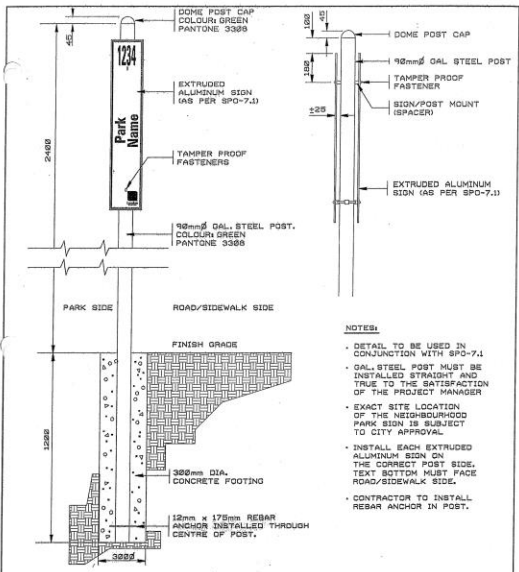 DOME POST CAP
COLOUR: GREEN
PANTONE 3308
45
1234
EXTRUDED
ALUMINUM SIGN
(AS PER SPO-7.1)
Park
Name
2400
TAMPER PROOF
FASTENERS
90mmØ GAL. STEEL POST.
COLOUR: GREEN
PANTONE 3308
PARK SIDE
ROAD/SIDEWALK SIDE
FINISH GRADE
1200
300mm DIA.
CONCRETE FOOTING
12mm x 175mm REBAR
ANCHOR INSTALLED THROUGH
CENTRE OF POST.
300Ø
45
100
DOME POST CAP
180
90mmØ GAL STEEL POST
TAMPER PROOF
FASTENER
SIGN/POST MOUNT
(SPACER)
±25
EXTRUDED ALUMINUM
SIGN (AS PER SPO-7.1)
NOTES:
• DETAIL TO BE USED IN
CONJUNCTION WITH SPO-7.1
• GAL. STEEL POST MUST BE
INSTALLED STRAIGHT AND
TRUE TO THE SATISFACTION
OF THE PROJECT MANAGER
• EXACT SITE LOCATION
OF THE NEIGHBOURHOOD
PARK SIGN IS SUBJECT
TO CITY APPROVAL
• INSTALL EACH EXTRUDED
ALUMINUM SIGN ON
THE CORRECT POST SIDE.
TEXT BOTTOM MUST FACE
ROAD/SIDEWALK SIDE.
• CONTRACTOR TO INSTALL
REBAR ANCHOR IN POST.